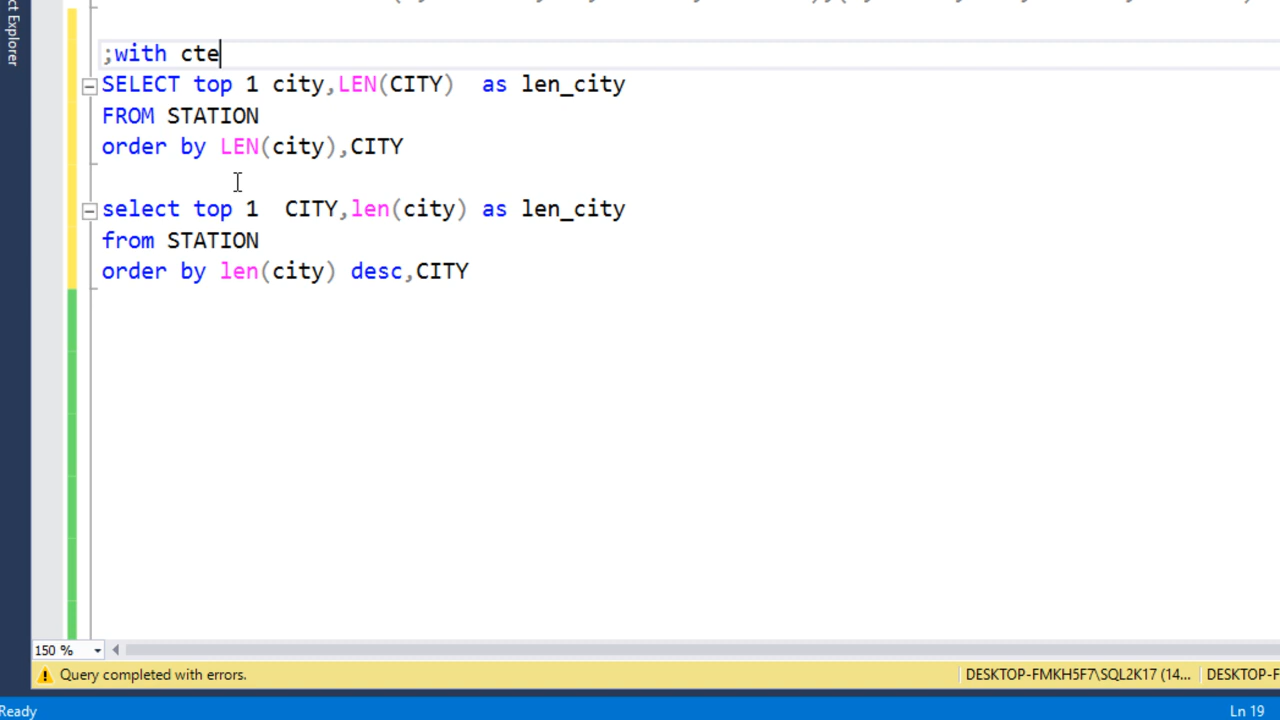 ct Explorer
;with cte
SELECT top 1 city,LEN(CITY)  as len_city
FROM STATION
order by LEN(city),CITY
select top 1  CITY,len(city) as len_city
from STATION
order by len(city) desc,CITY
150 %
Query completed with errors.
DESKTOP-FMKH5F7\SQL2K17 (14...
DESKTOP-F
Ready
Ln 19